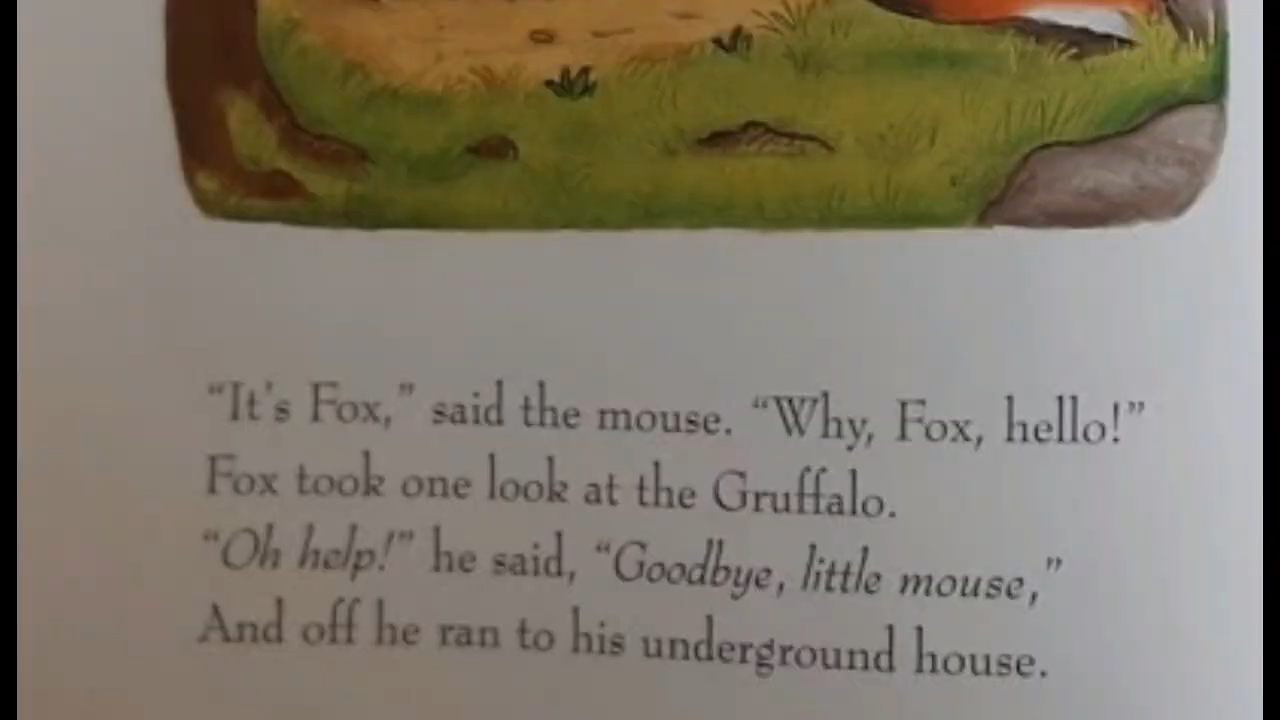 “It's Fox,” said the mouse. “Why, Fox, hello!”
Fox took one look at the Gruffalo.
“Oh help!” he said, “Goodbye, little mouse,”
And off he ran to his underground house.